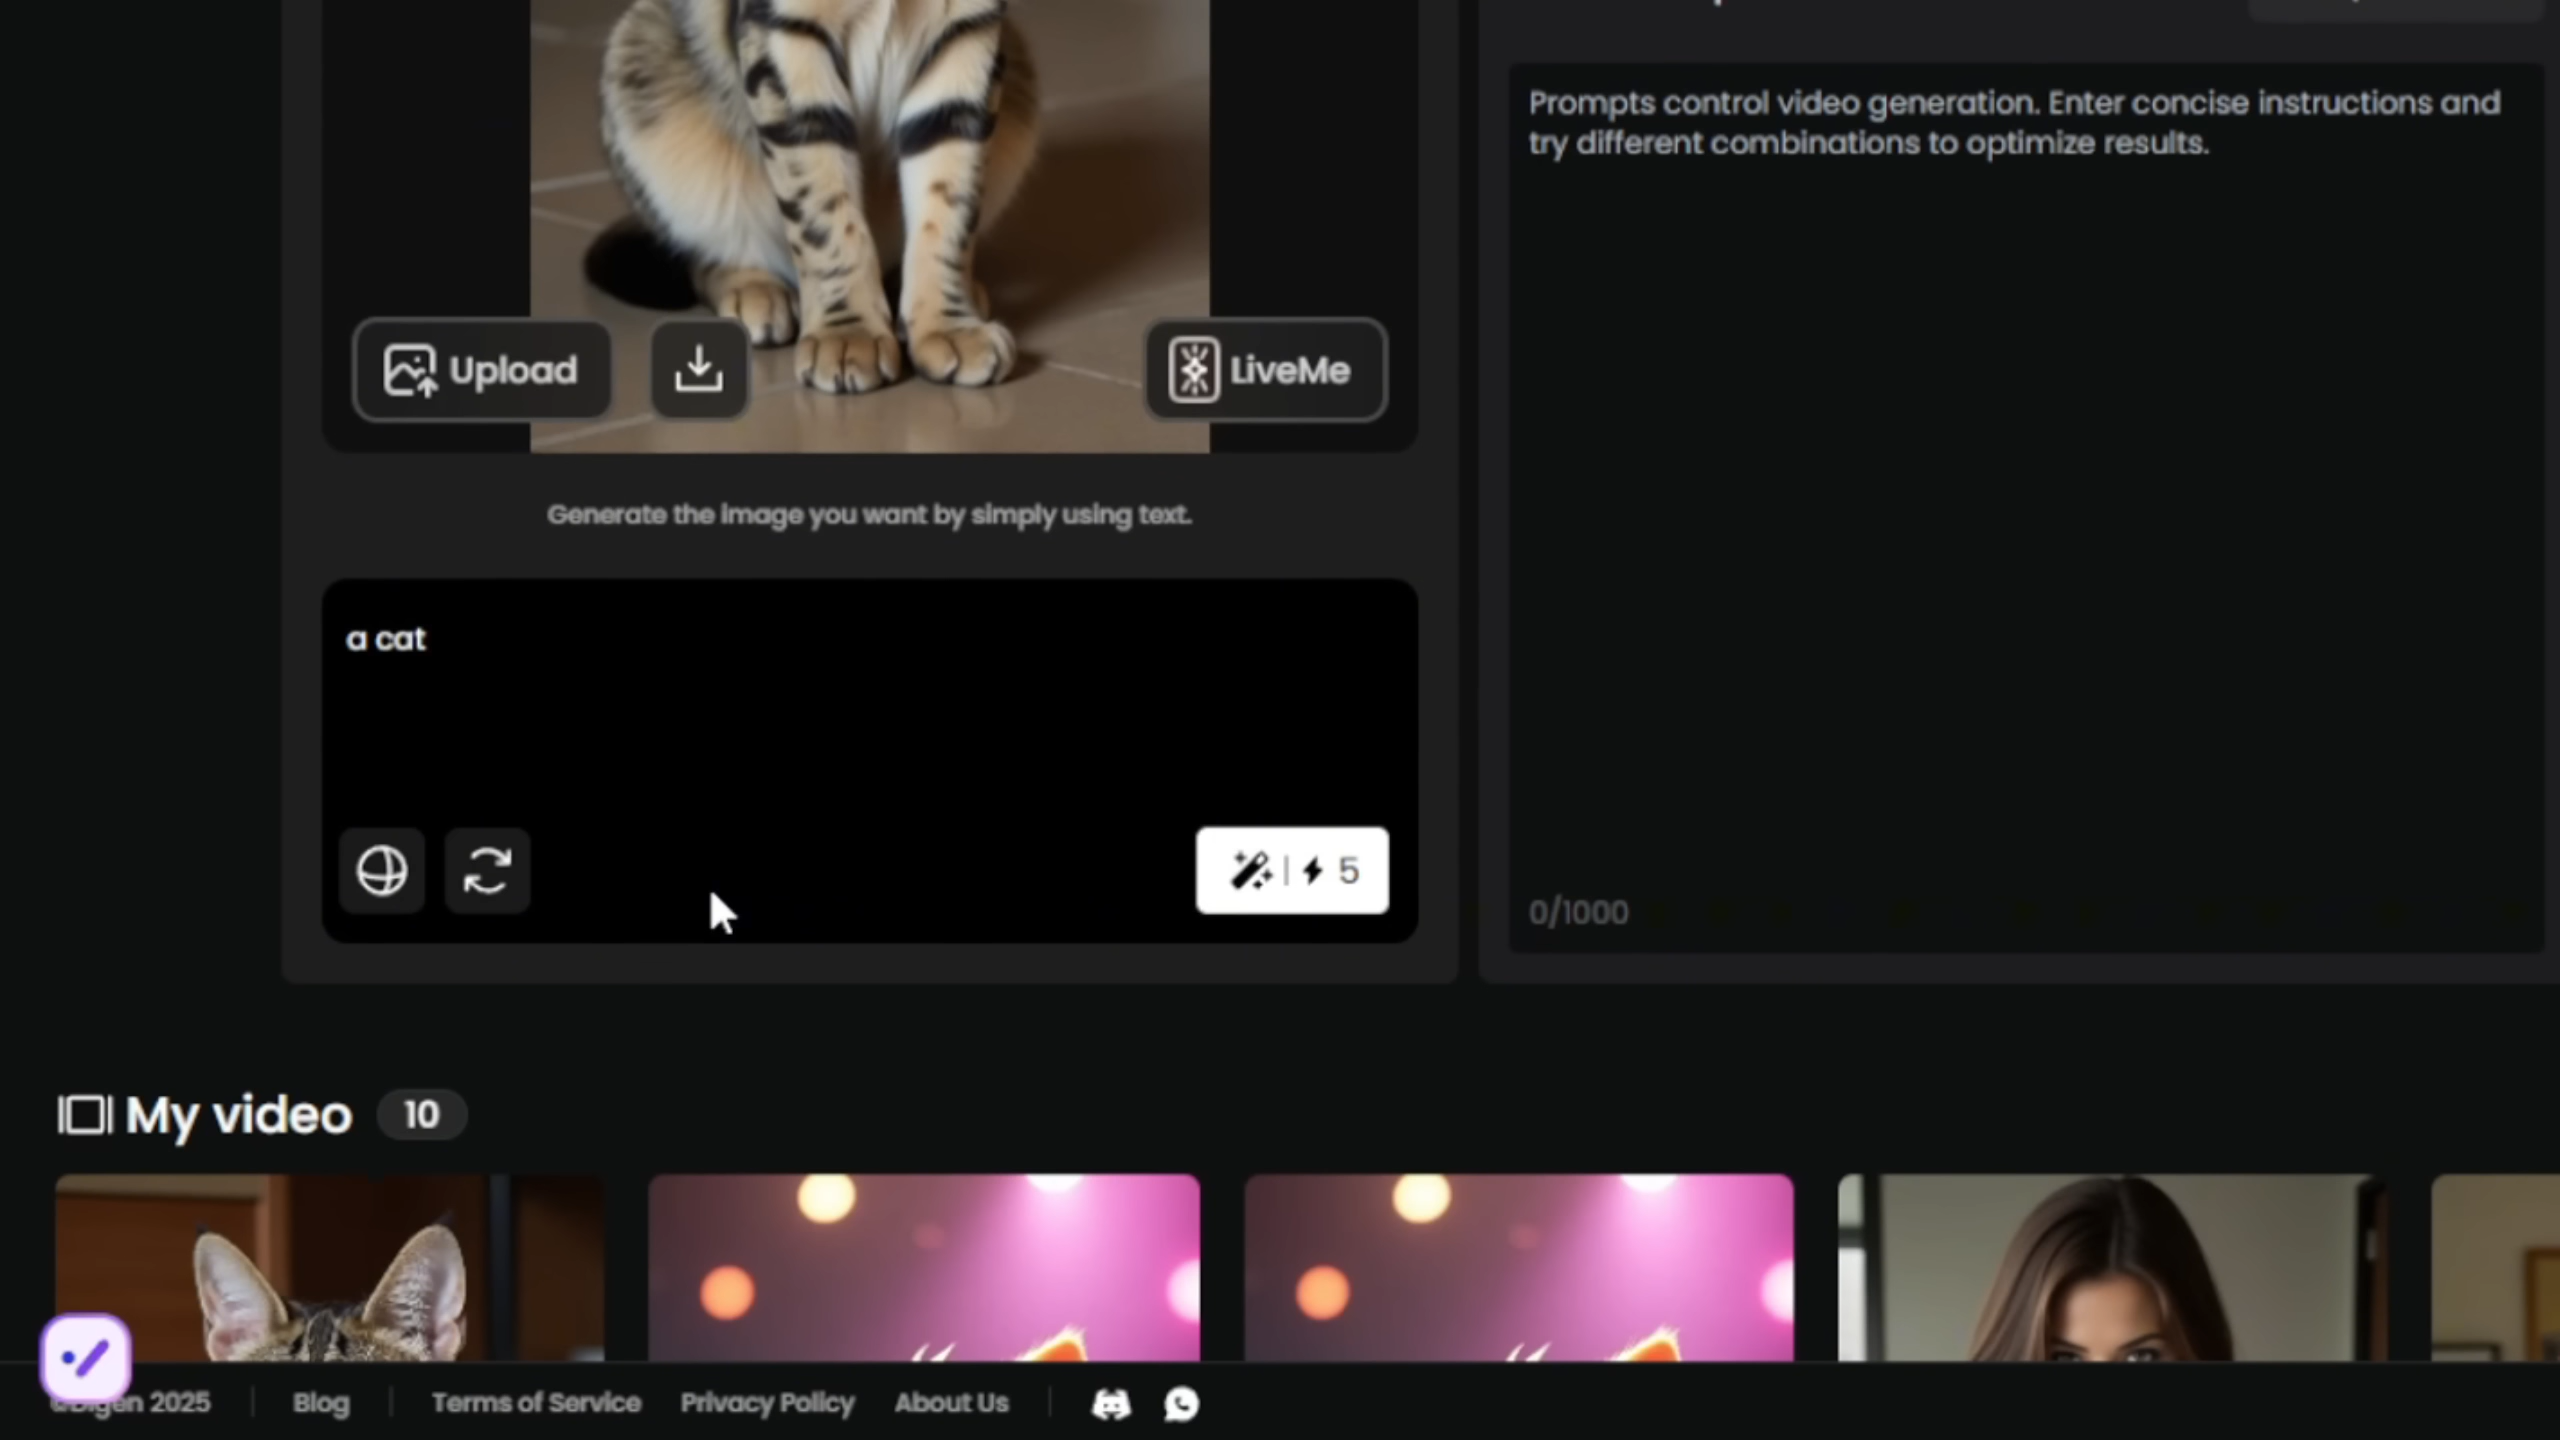 Prompts control video generation. Enter concise instructions and
try different combinations to optimize results.
Upload
LiveMe
Generate the image you want by simply using text.
a cat
5
0/1000
My video
10
2025
Blog
Terms of Service
Privacy Policy
About Us